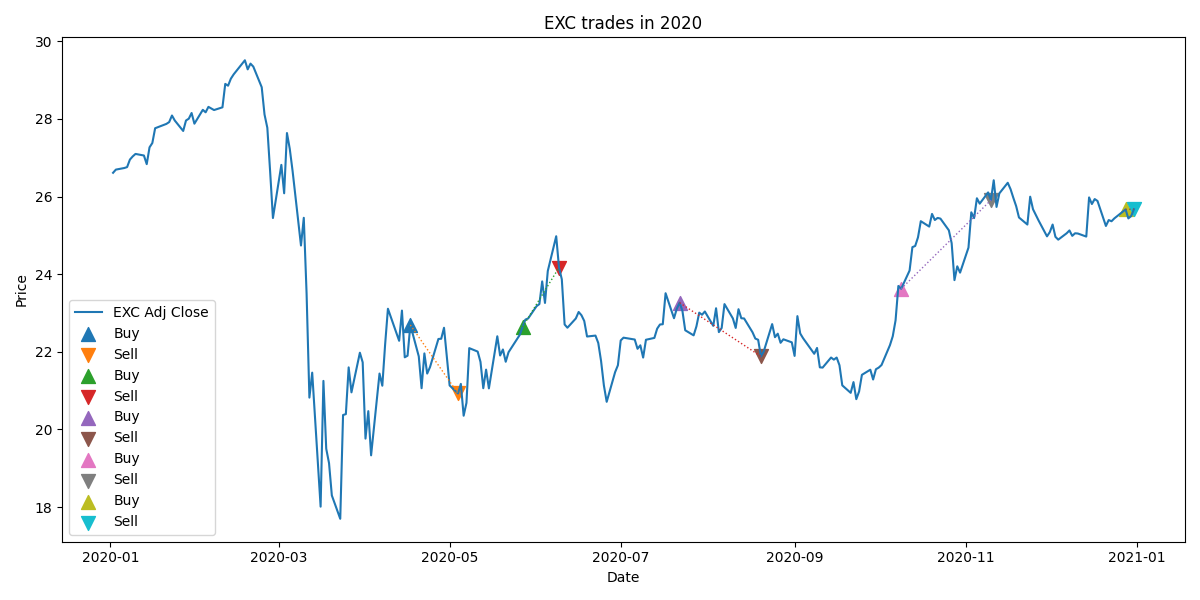 EXC trades in 2020
30
28
26
24
22
20
18
Price
EXC Adj Close
Buy
Sell
Buy
Sell
Buy
Sell
Buy
Sell
Buy
Sell
2020-01
2020-03
2020-05
2020-07
2020-09
2020-11
2021-01
Date